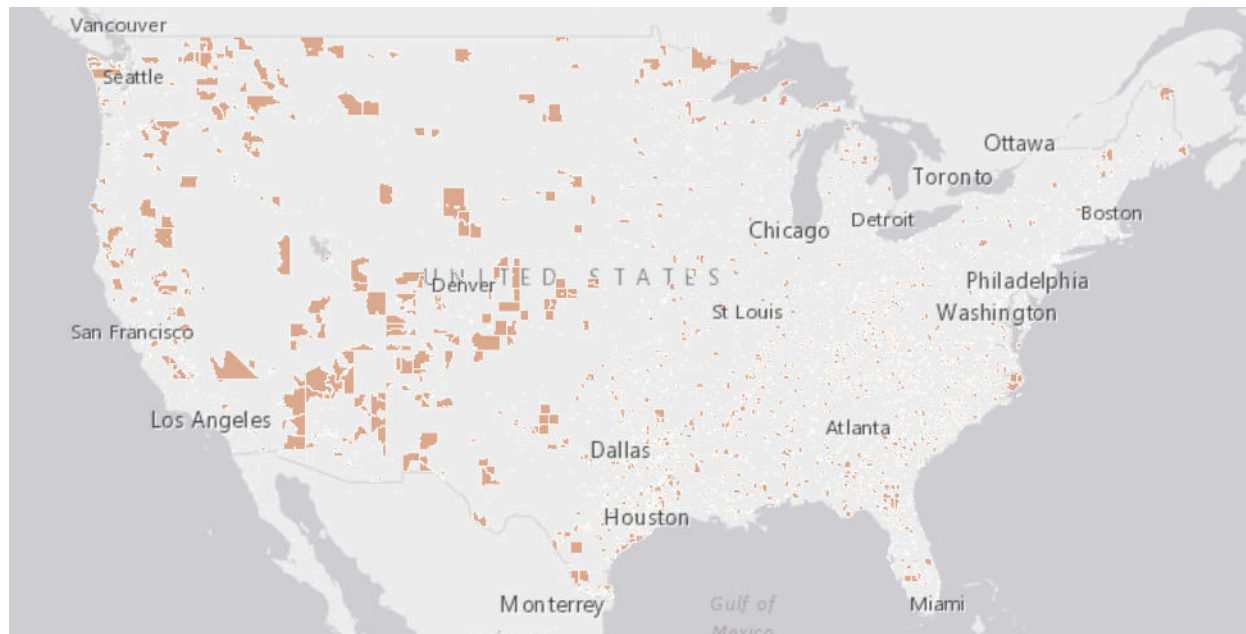 Vancouver
Seattle
Ottawa
Toronto
Boston
Chicago
Detroit
UNITED STATES
Denver
Philadelphia
St Louis
Washington
San Francisco
Los Angeles
Atlanta
Dallas
Houston
Monterrey
Gulf of
Mexico
Miami